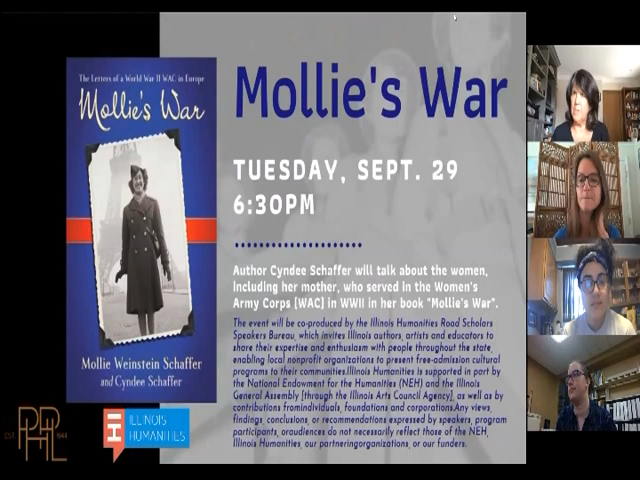 The Letters of a World War II WAC in Europe
Mollie's War
Mollie Weinstein Schaffer
and Cyndee Schaffer
Mollie's War
TUESDAY, SEPT. 29
6:30PM
Author Cyndee Schaffer will talk about the women,
including her mother, who served in the Women's
Army Corps (WAC) in WWII in her book "Mollie's War".
The event will be co-produced by the Illinois Humanities Road Scholars
Speakers Bureau, which invites Illinois authors, artists and educators to
share their expertise and enthusiasm with people throughout the state,
enabling local nonprofit organizations to present free-admission cultural
programs to their communities.Illinois Humanities is supported in part by
the National Endowment for the Humanities (NEH) and the Illinois
General Assembly [through the Illinois Arts Council Agency], as well as by
contributions fromindividual, foundations and corporations.Any views,
findings, conclusions, or recommendations expressed by speakers, program
participants, oraudiences do not necessarily reflect those of the NEH,
Illinois Humanities, our partneringorganizations, or our funders.
EST. PHPL 1944
ILLINOIS
HUMANITIES